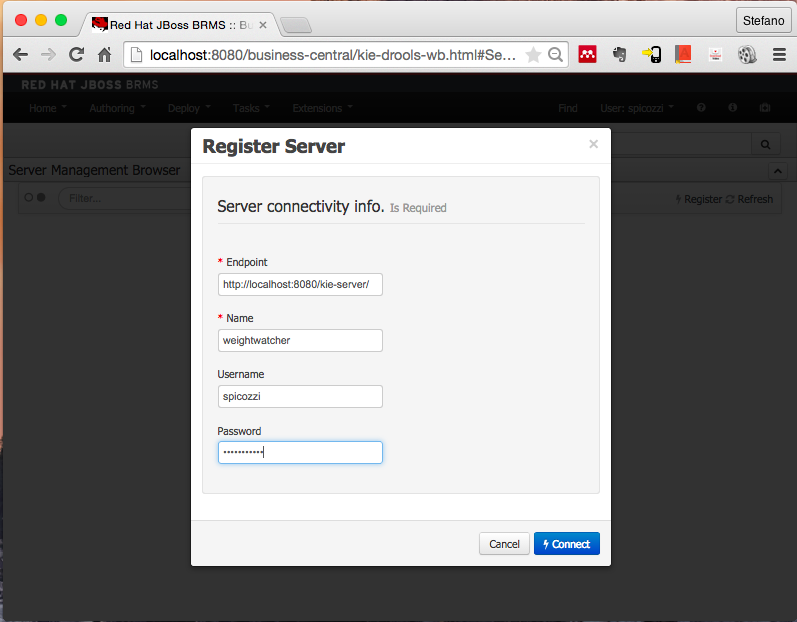 Red Hat JBoss BRMS :: Bu
Stefano
localhost:8080/business-central/kie-drools-wb.html#Se...
RED HAT JBOSS BRMS
Home Authoring Deploy Tasks Extensions Find User: spicozzi
Server Management Browser
Filter...
Register Refresh
Register Server
Server connectivity info. Is Required
* Endpoint
http://localhost:8080/kie-server/
* Name
weightwatcher
Username
spicozzi
Password
•••••••••••
Cancel Connect